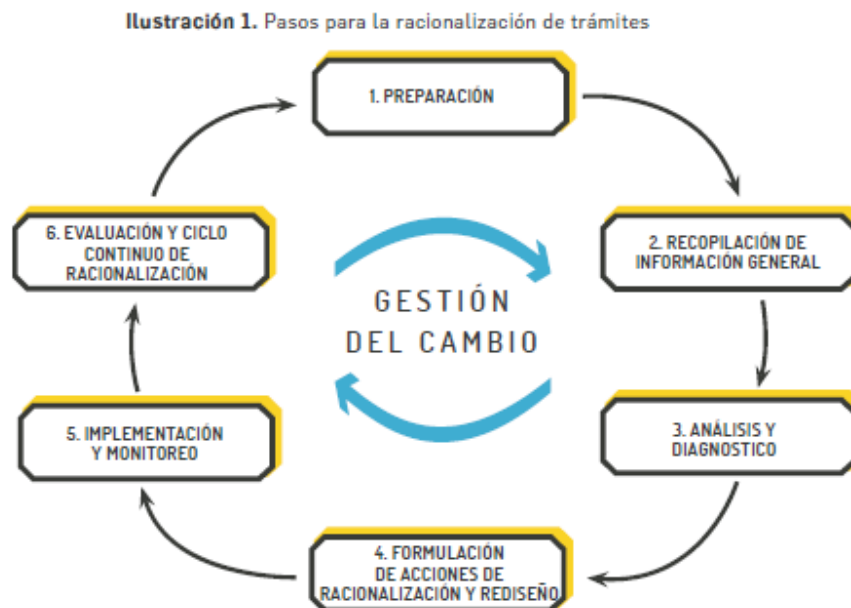 Ilustración 1. Pasos para la racionalización de trámites
1. PREPARACIÓN
2. RECOPILACIÓN DE
INFORMACIÓN GENERAL
3. ANÁLISIS Y
DIAGNOSTICO
4. FORMULACIÓN
DE ACCIONES DE
RACIONALIZACIÓN Y REDISEÑO
5. IMPLEMENTACIÓN
Y MONITOREO
6. EVALUACIÓN Y CICLO
CONTINUO DE
RACIONALIZACIÓN
GESTIÓN
DEL CAMBIO